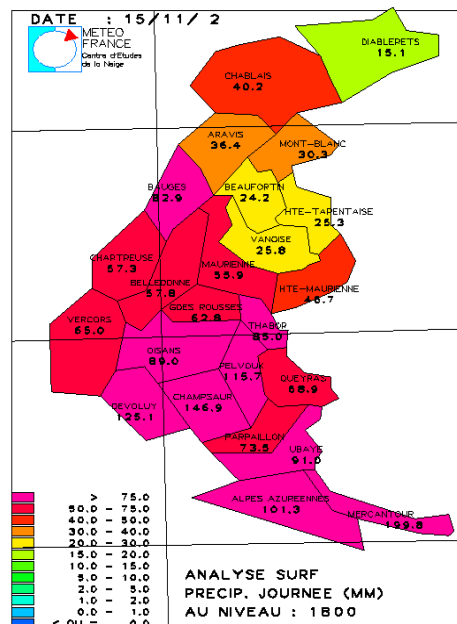 DATE : 15/11/ 2
METEO
FRANCE
Centre d'Etudes
de la Neige
DIABLERETS
15.1
CHABLAIS
40.2
ARAVIS
36.4
MONT-BLANC
30.3
BAUGES
82.9
BEAUFORTIN
24.2
HTE-TARENTAISE
25.3
VANOISE
25.8
CHARTREUSE
57.3
MAURIENNE
55.9
BELLEDONNE
57.8
HTE-MAURIENNE
46.7
GDES ROUSSES
62.8
VERCORS
65.0
THABOR
85.0
OISANS
89.0
PELVOUX
115.7
QUEYRAS
68.9
DEVOLUY
125.1
CHAMPSAUR
146.9
PARPAILLON
73.5
UBAYE
91.0
ALPES AZUREENNES
101.3
MERCANTOUR
199.8
> 75.0
50.0 - 75.0
40.0 - 50.0
30.0 - 40.0
20.0 - 30.0
15.0 - 20.0
10.0 - 15.0
5.0 - 10.0
2.0 - 5.0
1.0 - 2.0
0.0 - 1.0
< OU = 0.0
ANALYSE SURF
PRECIP. JOURNEE (MM)
AU NIVEAU : 1800